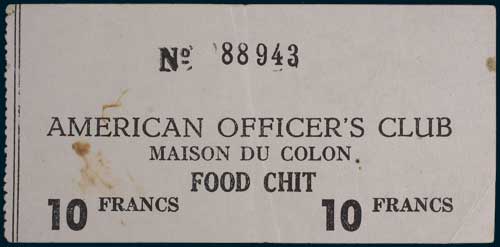 Nº 88943
AMERICAN OFFICER'S CLUB
MAISON DU COLON.
FOOD CHIT
10 FRANCS 10 FRANCS